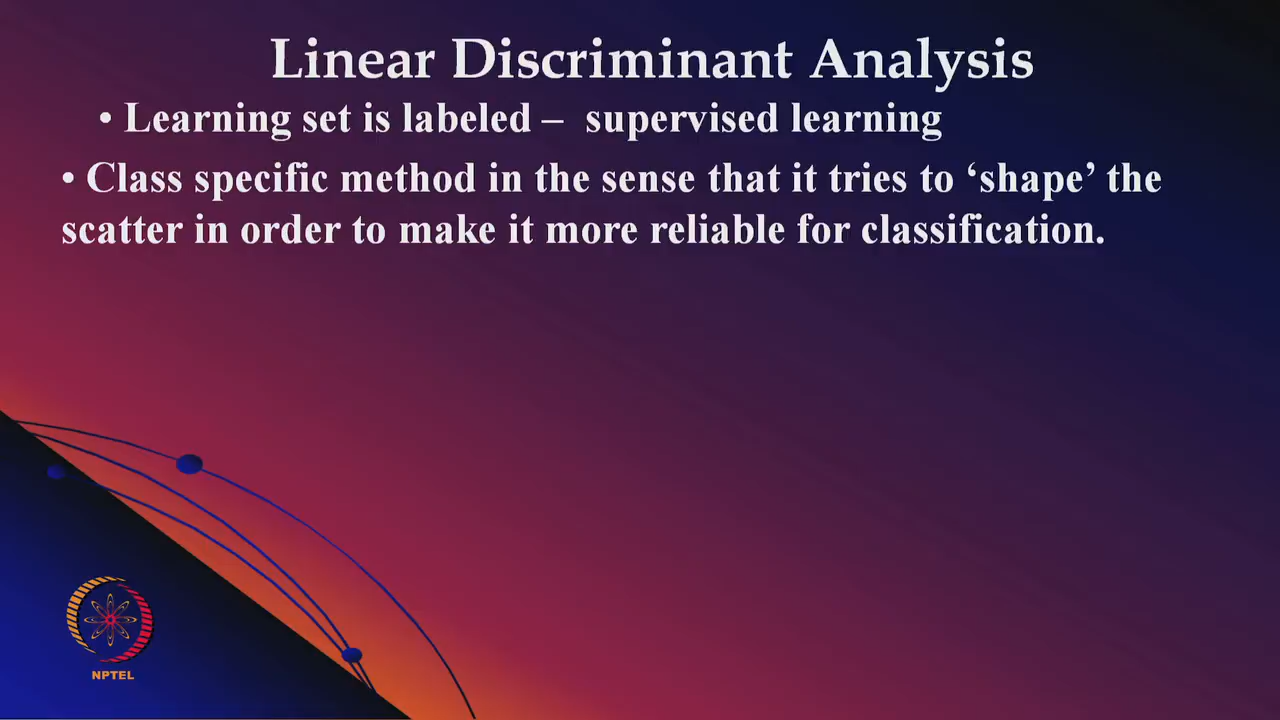 Linear Discriminant Analysis
• Learning set is labeled – supervised learning
• Class specific method in the sense that it tries to ‘shape’ the
scatter in order to make it more reliable for classification.
NPTEL